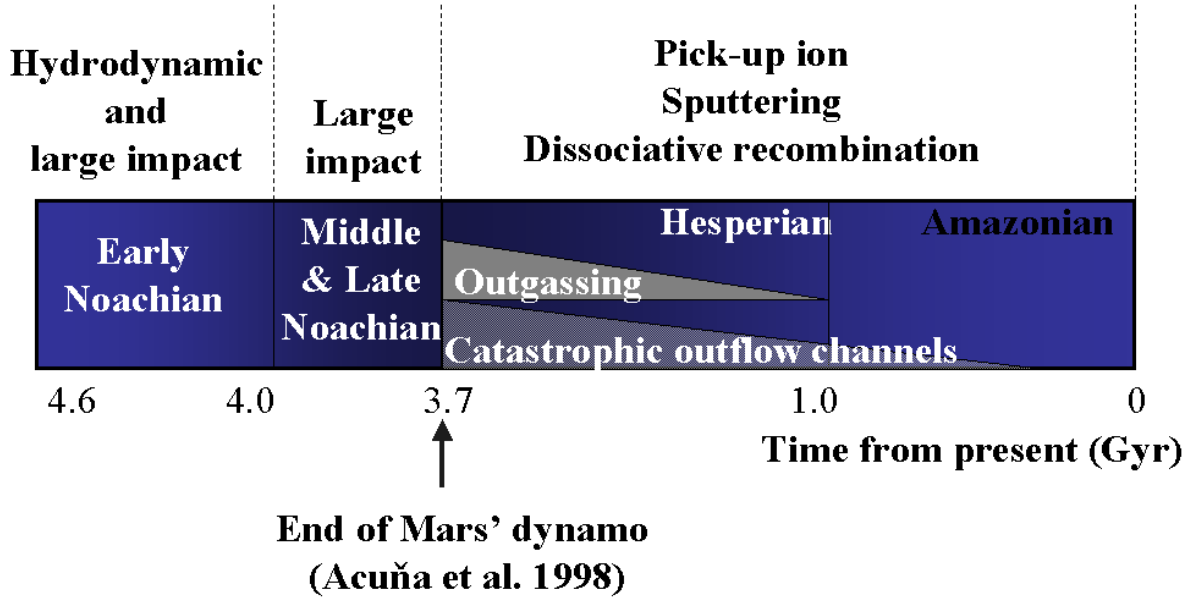 Hydrodynamic
and
large impact
Large
impact
Pick-up ion
Sputtering
Dissociative recombination
Early
Noachian
Middle
& Late
Noachian
Hesperian
Amazonian
Outgassing
Catastrophic outflow channels
4.6
4.0
3.7
1.0
0
Time from present (Gyr)
End of Mars’ dynamo
(Acuňa et al. 1998)